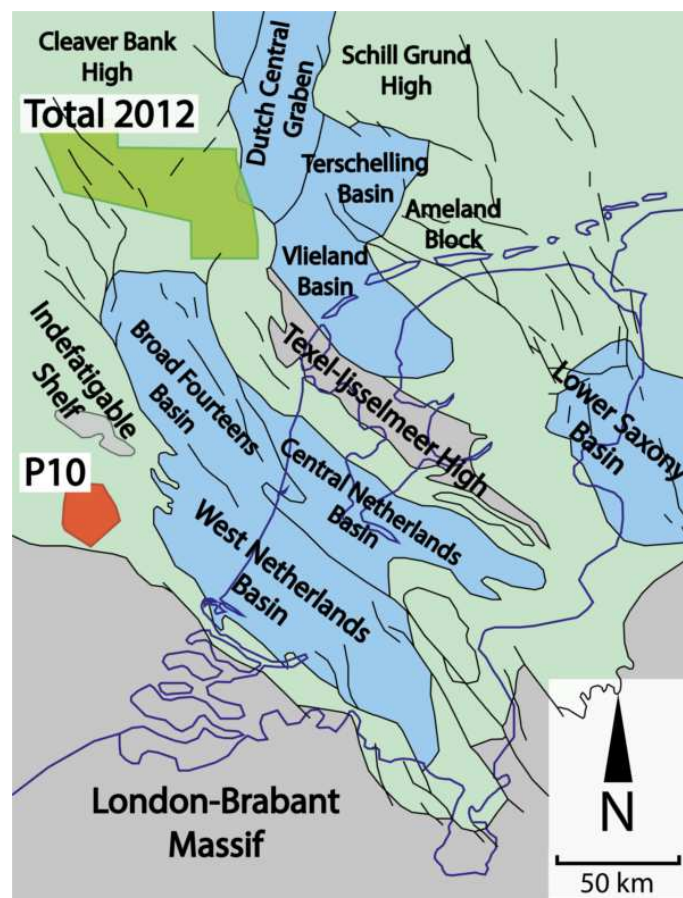 Cleaver Bank
High
Total 2012
Dutch Central
Graben
Schill Grund
High
Terschelling
Basin
Ameland
Block
Vlieland
Basin
Indefatigable
Shelf
Broad Fourteens
Basin
Texel-Ijsselmeer High
Lower Saxony
Basin
P10
Central Netherlands
Basin
West Netherlands
Basin
London-Brabant
Massif
N
50 km